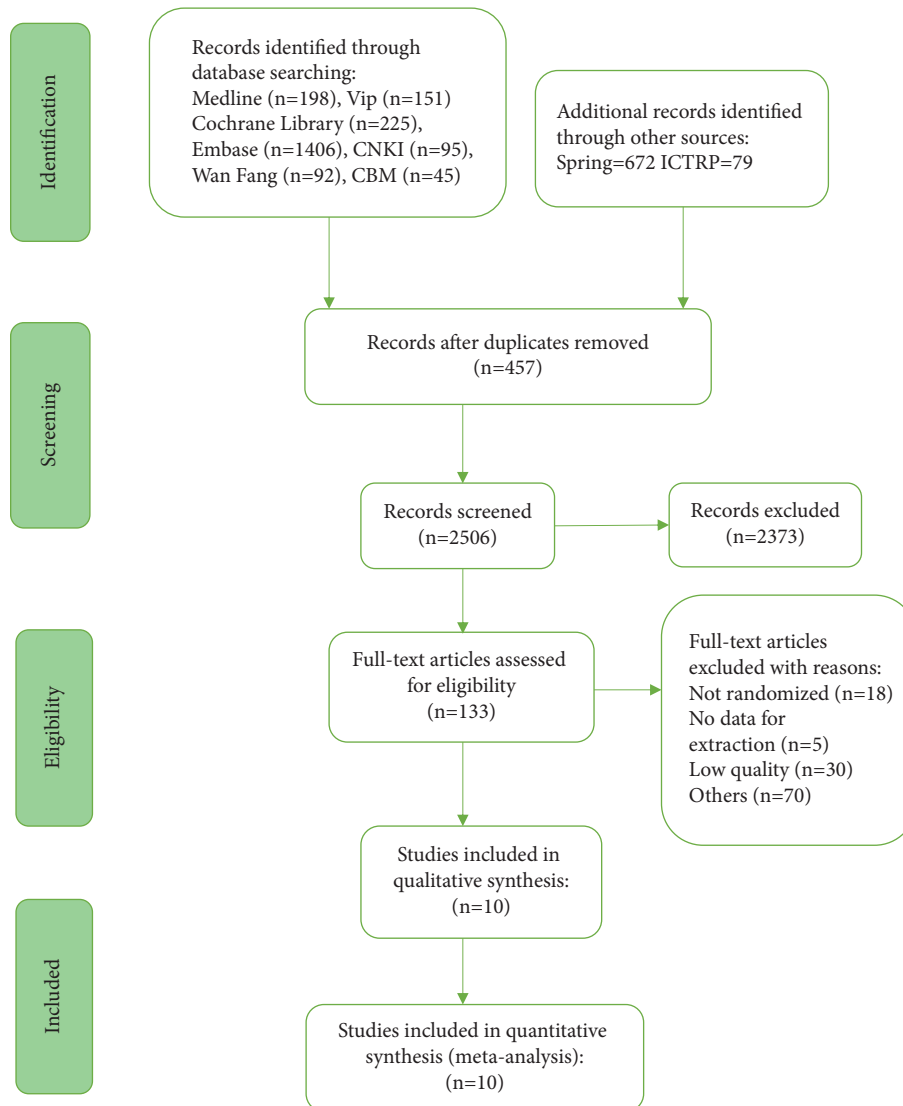 Identification
Records identified through
database searching:
Medline (n=198), Vip (n=151)
Cochrane Library (n=225),
Embase (n=1406), CNKI (n=95),
Wan Fang (n=92), CBM (n=45)
Additional records identified
through other sources:
Spring=672 ICTRP=79
Screening
Records after duplicates removed
(n=457)
Records screened
(n=2506)
Records excluded
(n=2373)
Eligibility
Full-text articles assessed
for eligibility
(n=133)
Full-text articles
excluded with reasons:
Not randomized (n=18)
No data for
extraction (n=5)
Low quality (n=30)
Others (n=70)
Studies included in
qualitative synthesis:
(n=10)
Included
Studies included in quantitative
synthesis (meta-analysis):
(n=10)